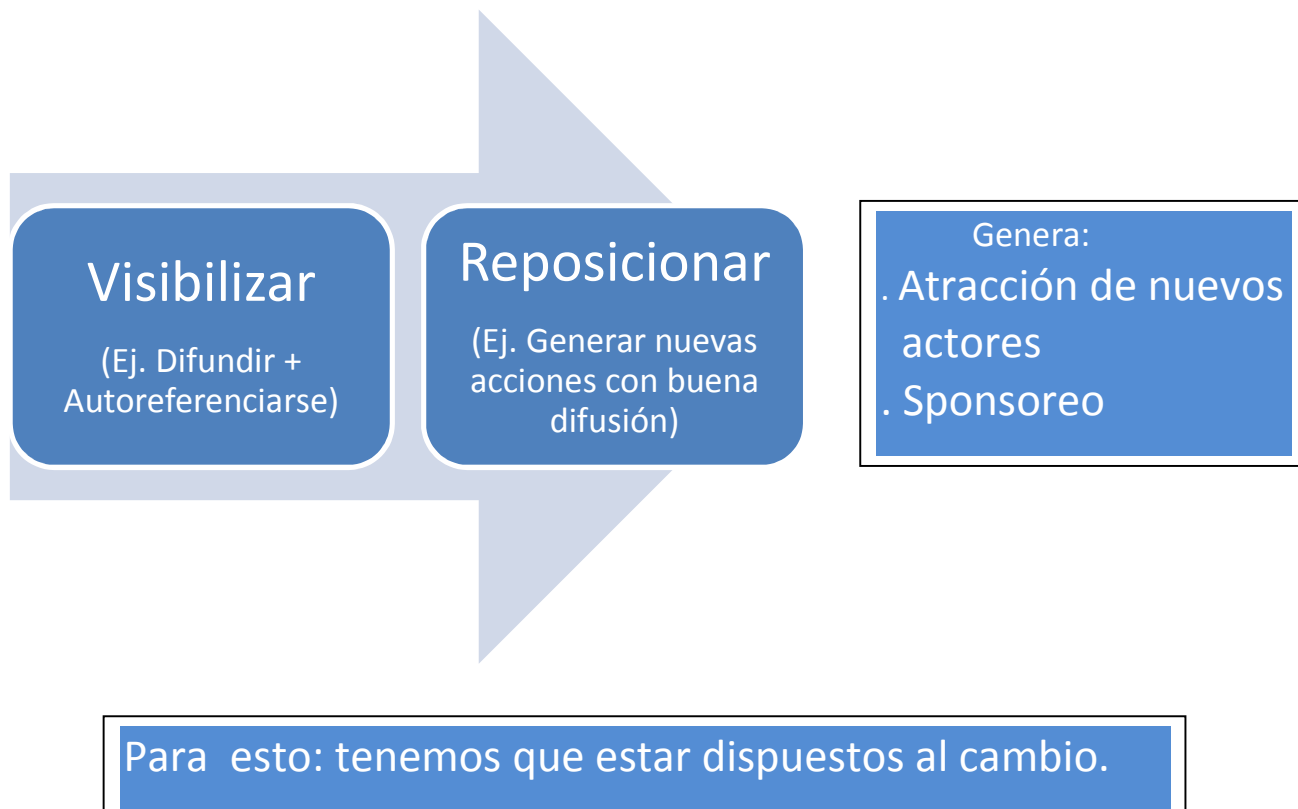 Visibilizar
(Ej. Difundir +
Autoreferenciarse)
Reposicionar
(Ej. Generar nuevas
acciones con buena
difusión)
Genera:
. Atracción de nuevos
actores
. Sponsoreo
Para  esto: tenemos que estar dispuestos al cambio.